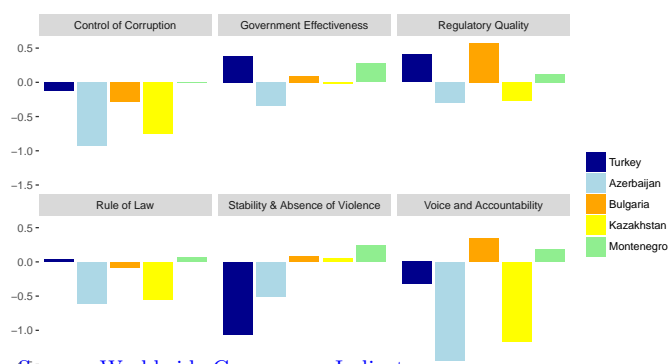 Control of Corruption Government Effectiveness Regulatory Quality
0.5
0.0
−0.5
−1.0
−1.5
Rule of Law Stability & Absence of Violence Voice and Accountability
0.5
0.0
−0.5
−1.0
Turkey
Azerbaijan
Bulgaria
Kazakhstan
Montenegro